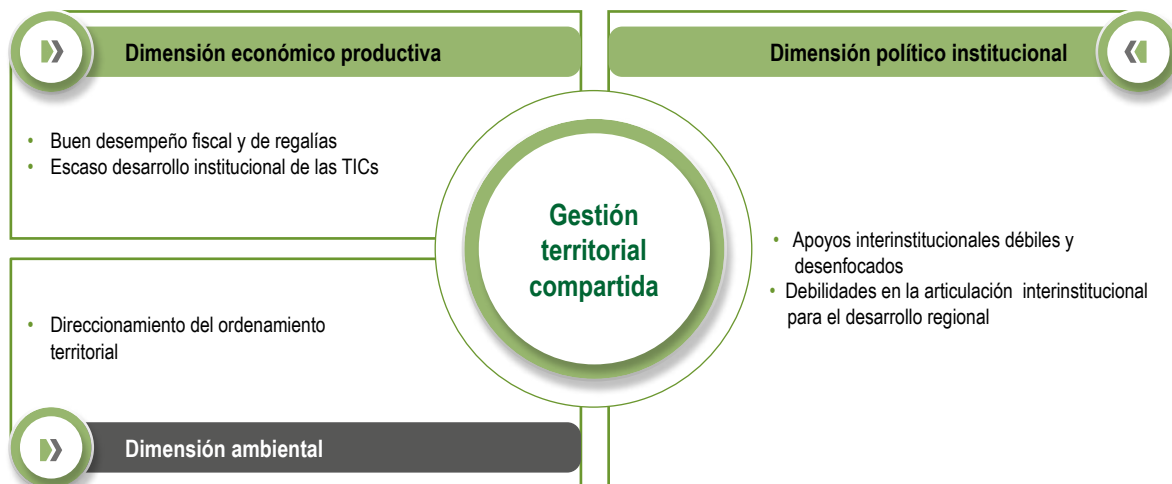 Dimensión económico productiva
• Buen desempeño fiscal y de regalías
• Escaso desarrollo institucional de las TICs
Dimensión político institucional
• Apoyos interinstitucionales débiles y
desenfocados
• Debilidades en la articulación interinstitucional
para el desarrollo regional
Gestión
territorial
compartida
• Direccionamiento del ordenamiento
territorial
Dimensión ambiental